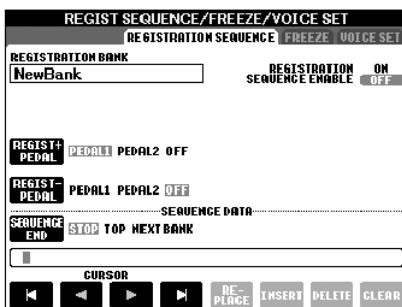 REGIST SEQUENCE/FREEZE/VOICE SET
REGISTRATION SEQUENCE FREEZE VOICE SET
REGISTRATION BANK
NewBank
REGISTRATION SEQUENCE ENABLE ON OFF
REGIST+ PEDAL PEDAL1 PEDAL2 OFF
REGIST- PEDAL PEDAL1 PEDAL2 OFF
SEQUENCE DATA
SEQUENCE END STOP TOP NEXT BANK
CURSOR
RE-PLACE INSERT DELETE CLEAR